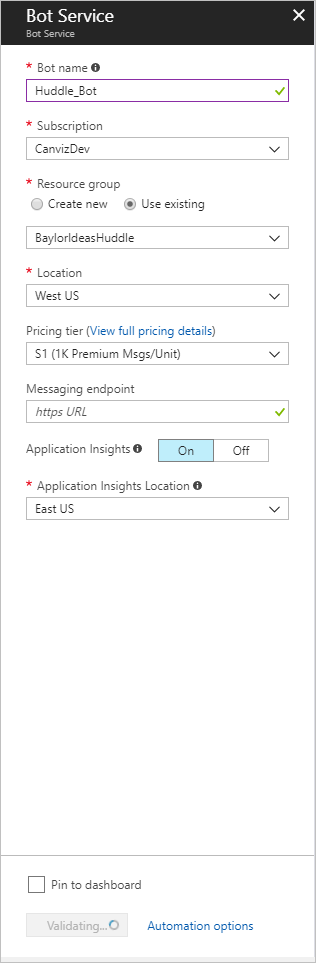 Bot Service
Bot Service
* Bot name
Huddle_Bot
* Subscription
CanvizDev
* Resource group
Create new Use existing
BaylorIdeasHuddle
* Location
West US
Pricing tier (View full pricing details)
S1 (1K Premium Msgs/Unit)
Messaging endpoint
https URL
Application Insights On Off
* Application Insights Location
East US
Pin to dashboard
Validating... Automation options